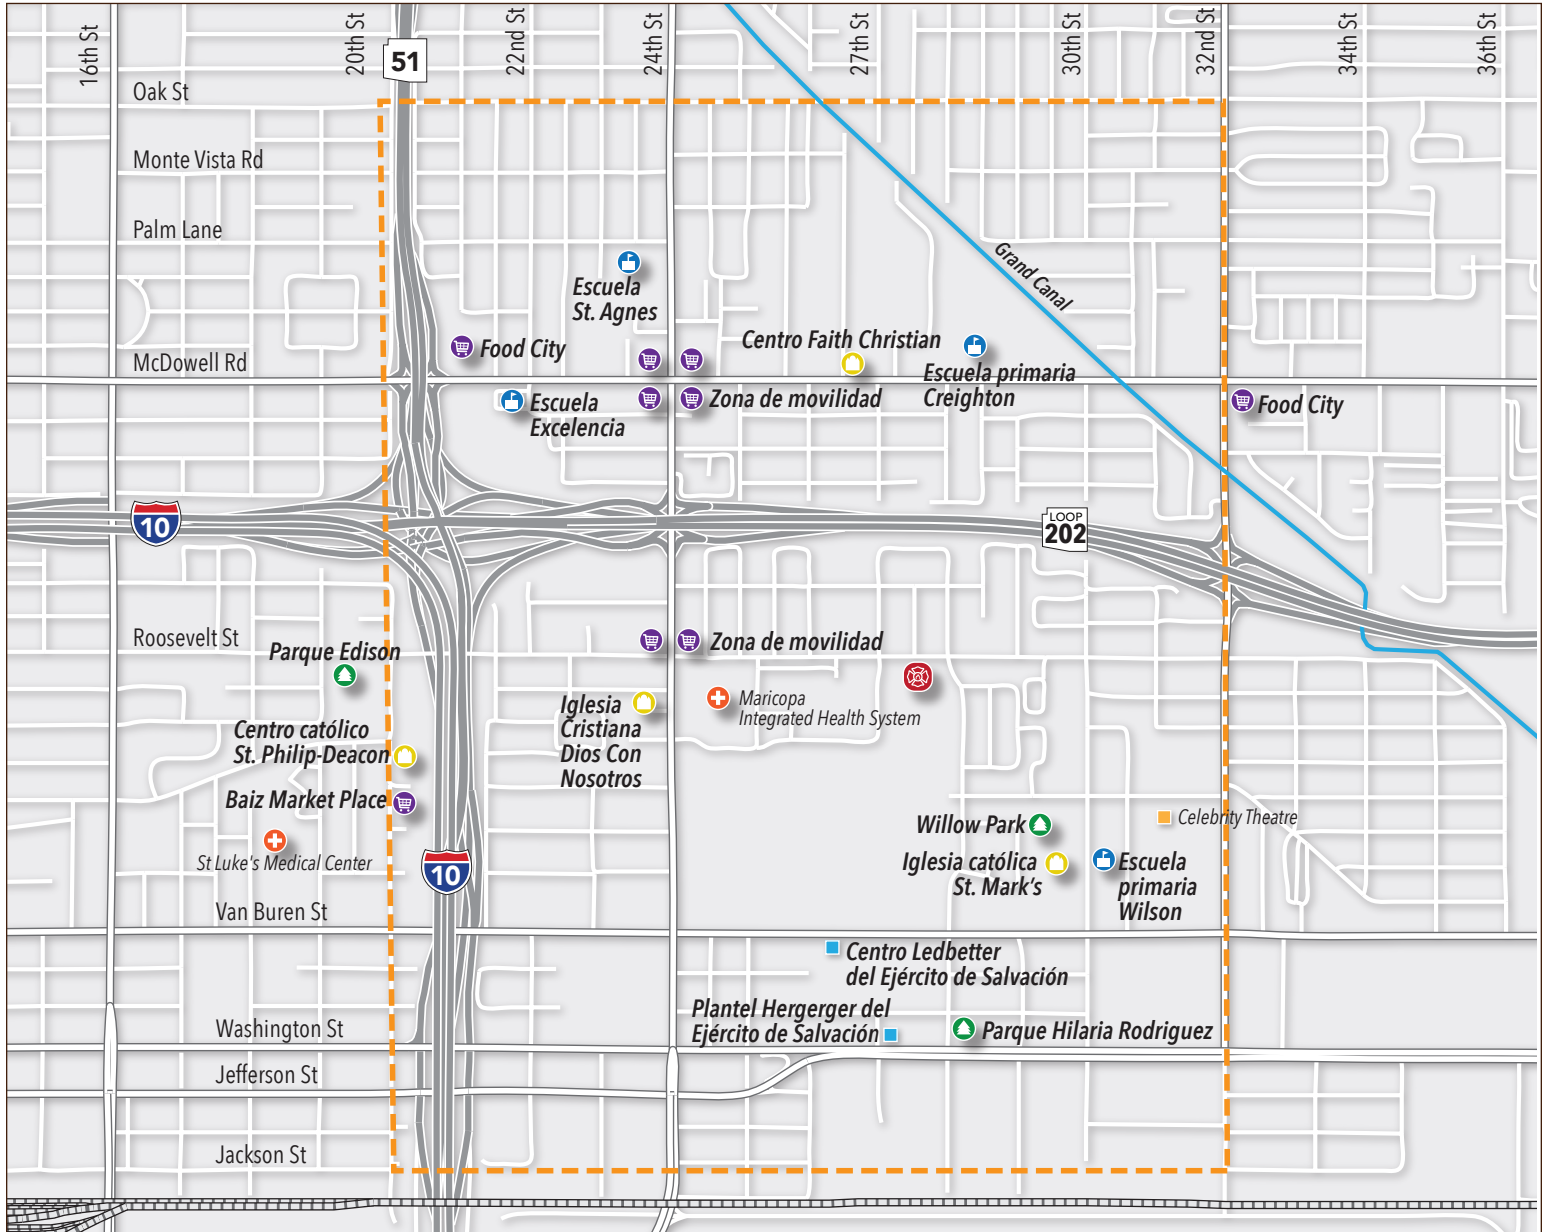 16th St
20th St
22nd St
24th St
27th St
30th St
32nd St
34th St
36th St
51
Oak St
Monte Vista Rd
Palm Lane
Grand Canal
Escuela
St. Agnes
Food City
Centro Faith Christian
McDowell Rd
Escuela primaria
Creighton
Escuela
Excelencia
Zona de movilidad
Food City
10
LOOP
202
Roosevelt St
Parque Edison
Zona de movilidad
Iglesia
Cristiana
Dios Con
Nosotros
Maricopa
Integrated Health System
Centro católico
St. Philip-Deacon
Baiz Market Place
St Luke's Medical Center
10
Willow Park
Celebrity Theatre
Iglesia católica
St. Mark's
Escuela
primaria
Wilson
Van Buren St
Centro Ledbetter
del Ejército de Salvación
Plantel Hergerger del
Ejército de Salvación
Parque Hilaria Rodriguez
Washington St
Jefferson St
Jackson St